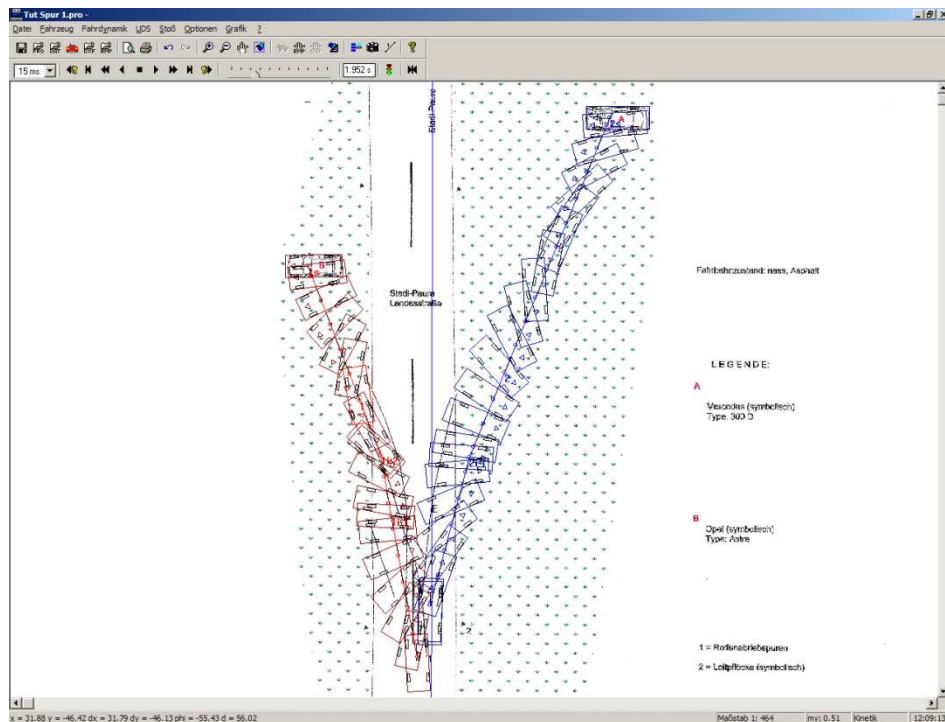 Tut Spur 1.pro -
Datei Fahrzeug Fahrdynamik UDS Stoß Optionen Grafik ?
15 ms
1.952 s
Stadl-Paura
A
B
Fahrbahnzustand: nass, Asphalt
Stadl-Paura
Landesstraße
LEGENDE:
A
Mercedes (symbolisch)
Type: 300 D
E
B
Opel (symbolisch)
Type: Astra
2
1 = Reifenabriebspuren
2 = Leitpflöcke (symbolisch)
x = 31.88 y = -46.42 dx = 31.79 dy = -46.13 phi = -55.43 d = 56.02
Maßstab 1: 464
my: 0.51
Kinetik
12:09:13